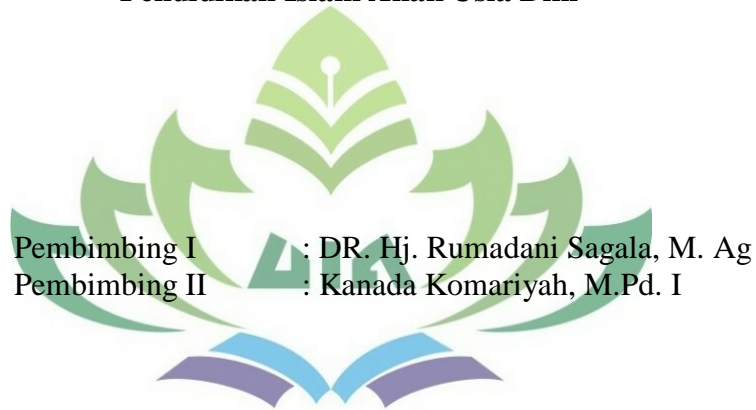 Pembimbing I : DR. Hj. Rumadani Sagala, M. Ag
Pembimbing II : Kanada Komariyah, M.Pd. I